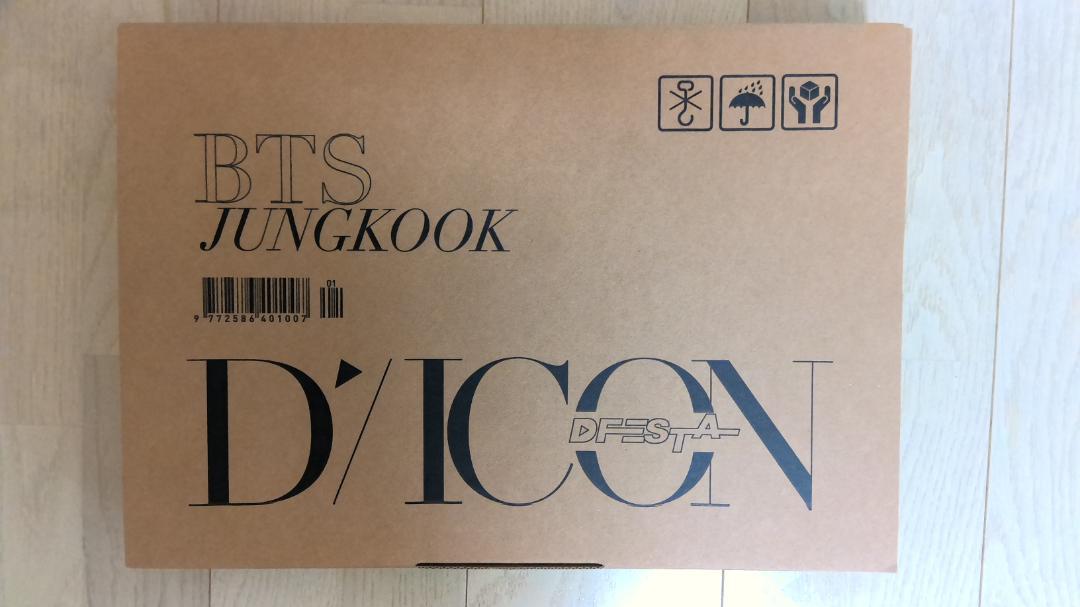 BTS
JUNGKOOK
01
9 772586 401007
D'/ICON
DFESTA